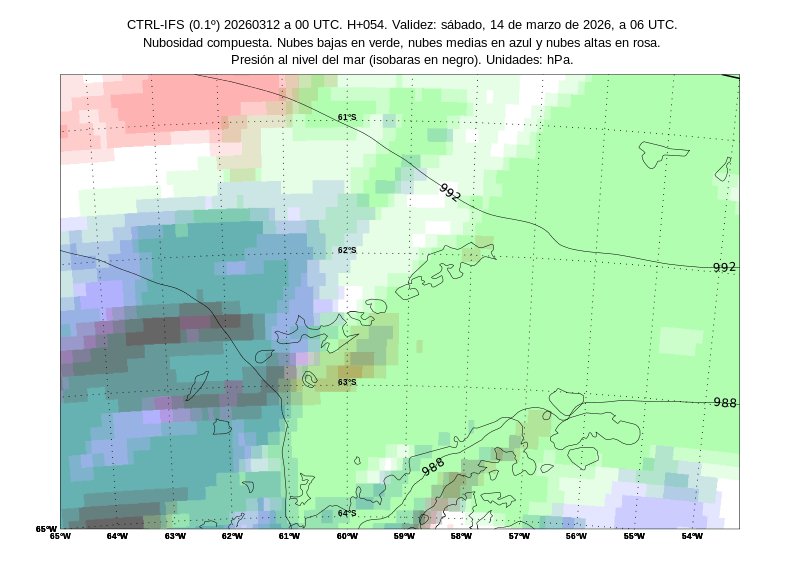 CTRL-IFS (0.1º) 20260312 a 00 UTC. H+054. Validez: sábado, 14 de marzo de 2026, a 06 UTC.
Nubosidad compuesta. Nubes bajas en verde, nubes medias en azul y nubes altas en rosa.
Presión al nivel del mar (isobaras en negro). Unidades: hPa.
61°S
992
62°S
992
63°S
988
988
64°S
65°W
65°W 64°W 63°W 62°W 61°W 60°W 59°W 58°W 57°W 56°W 55°W 54°W